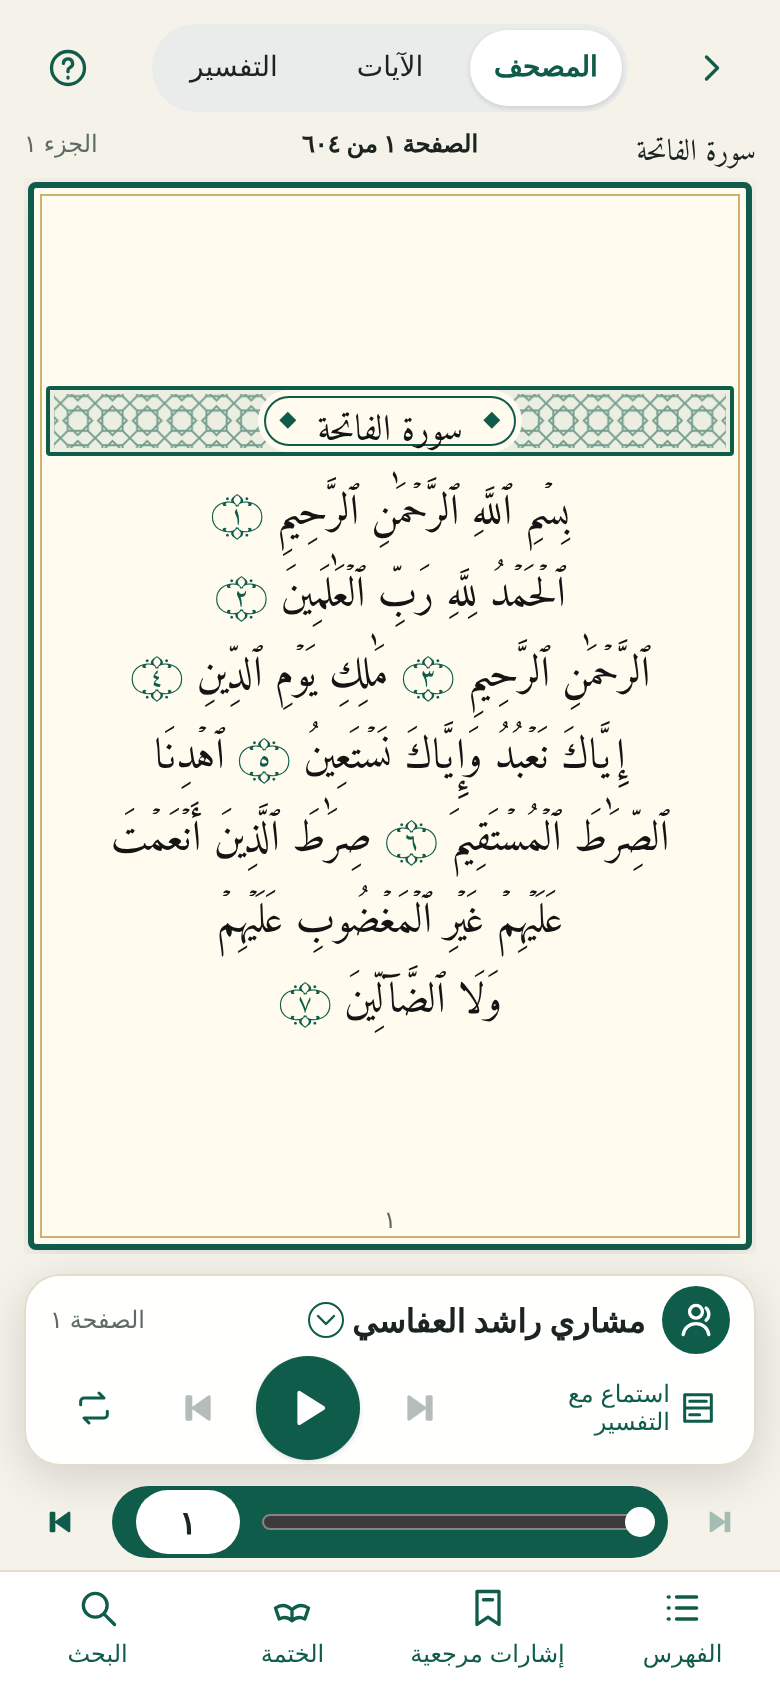 المصحف
الآيات
التفسير
سورة الفاتحة
الصفحة ١ من ٦٠٤
الجزء ١
سورة الفاتحة
بِسۡمِ ٱللَّهِ ٱلرَّحۡمَٰنِ ٱلرَّحِيمِ ١
ٱلۡحَمۡدُ لِلَّهِ رَبِّ ٱلۡعَٰلَمِينَ ٢
ٱلرَّحۡمَٰنِ ٱلرَّحِيمِ ٣ مَٰلِكِ يَوۡمِ ٱلدِّينِ ٤
إِيَّاكَ نَعۡبُدُ وَإِيَّاكَ نَسۡتَعِينُ ٥ ٱهۡدِنَا
ٱلصِّرَٰطَ ٱلۡمُسۡتَقِيمَ ٦ صِرَٰطَ ٱلَّذِينَ أَنۡعَمۡتَ
عَلَيۡهِمۡ غَيۡرِ ٱلۡمَغۡضُوبِ عَلَيۡهِمۡ
وَلَا ٱلضَّآلِّينَ ٧
١
مشاري راشد العفاسي
الصفحة ١
استماع مع
التفسير
١
الفهرس
إشارات مرجعية
الختمة
البحث